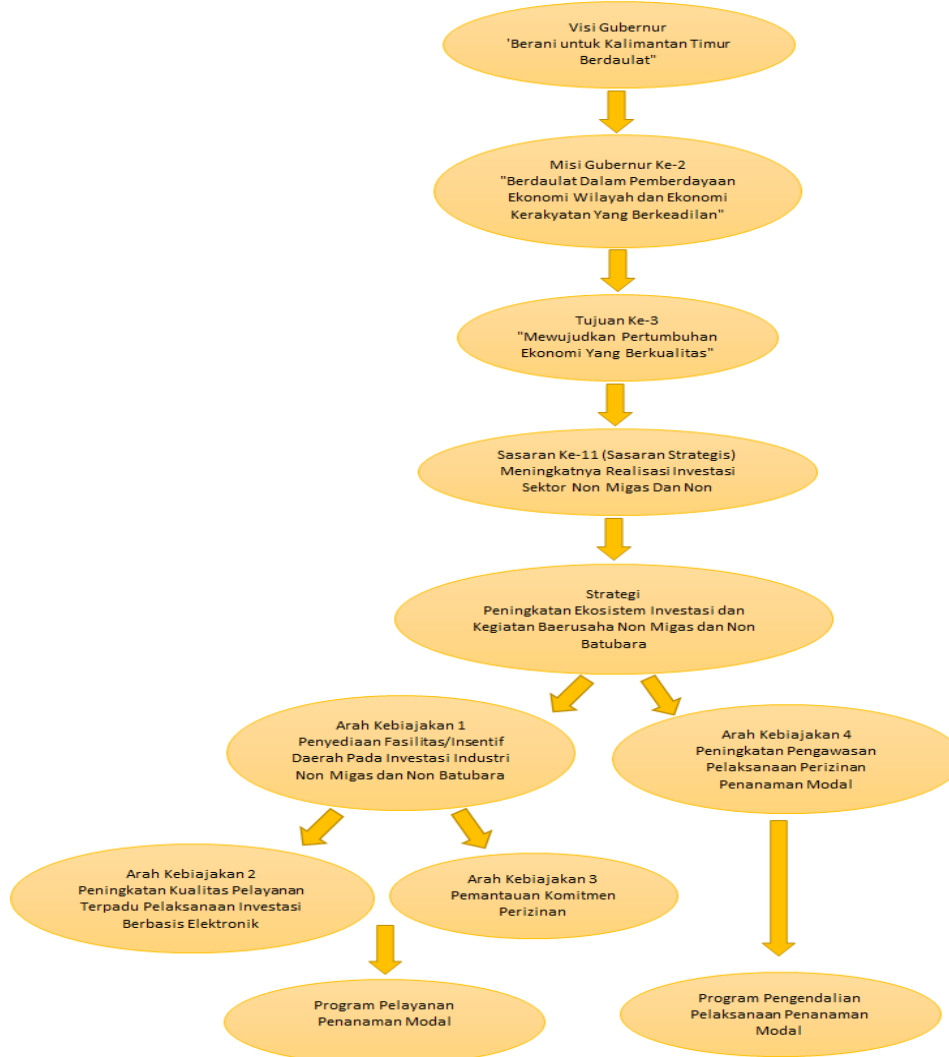 Visi Gubernur
'Berani untuk Kalimantan Timur
Berdaulat"
Misi Gubernur Ke-2
"Berdaulat Dalam Pemberdayaan
Ekonomi Wilayah dan Ekonomi
Kerakyatan Yang Berkeadilan"
Tujuan Ke-3
"Mewujudkan Pertumbuhan
Ekonomi Yang Berkualitas"
Sasaran Ke-11 (Sasaran Strategis)
Meningkatnya Realisasi Investasi
Sektor Non Migas Dan Non
Strategi
Peningkatan Ekosistem Investasi dan
Kegiatan Baerusaha Non Migas dan Non
Batubara
Arah Kebiajakan 1
Penyediaan Fasilitas/Insentif
Daerah Pada Investasi Industri
Non Migas dan Non Batubara
Arah Kebiajakan 4
Peningkatan Pengawasan
Pelaksanaan Perizinan
Penanaman Modal
Arah Kebiajakan 2
Peningkatan Kualitas Pelayanan
Terpadu Pelaksanaan Investasi
Berbasis Elektronik
Arah Kebiajakan 3
Pemantauan Komitmen
Perizinan
Program Pelayanan
Penanaman Modal
Program Pengendalian
Pelaksanaan Penanaman
Modal